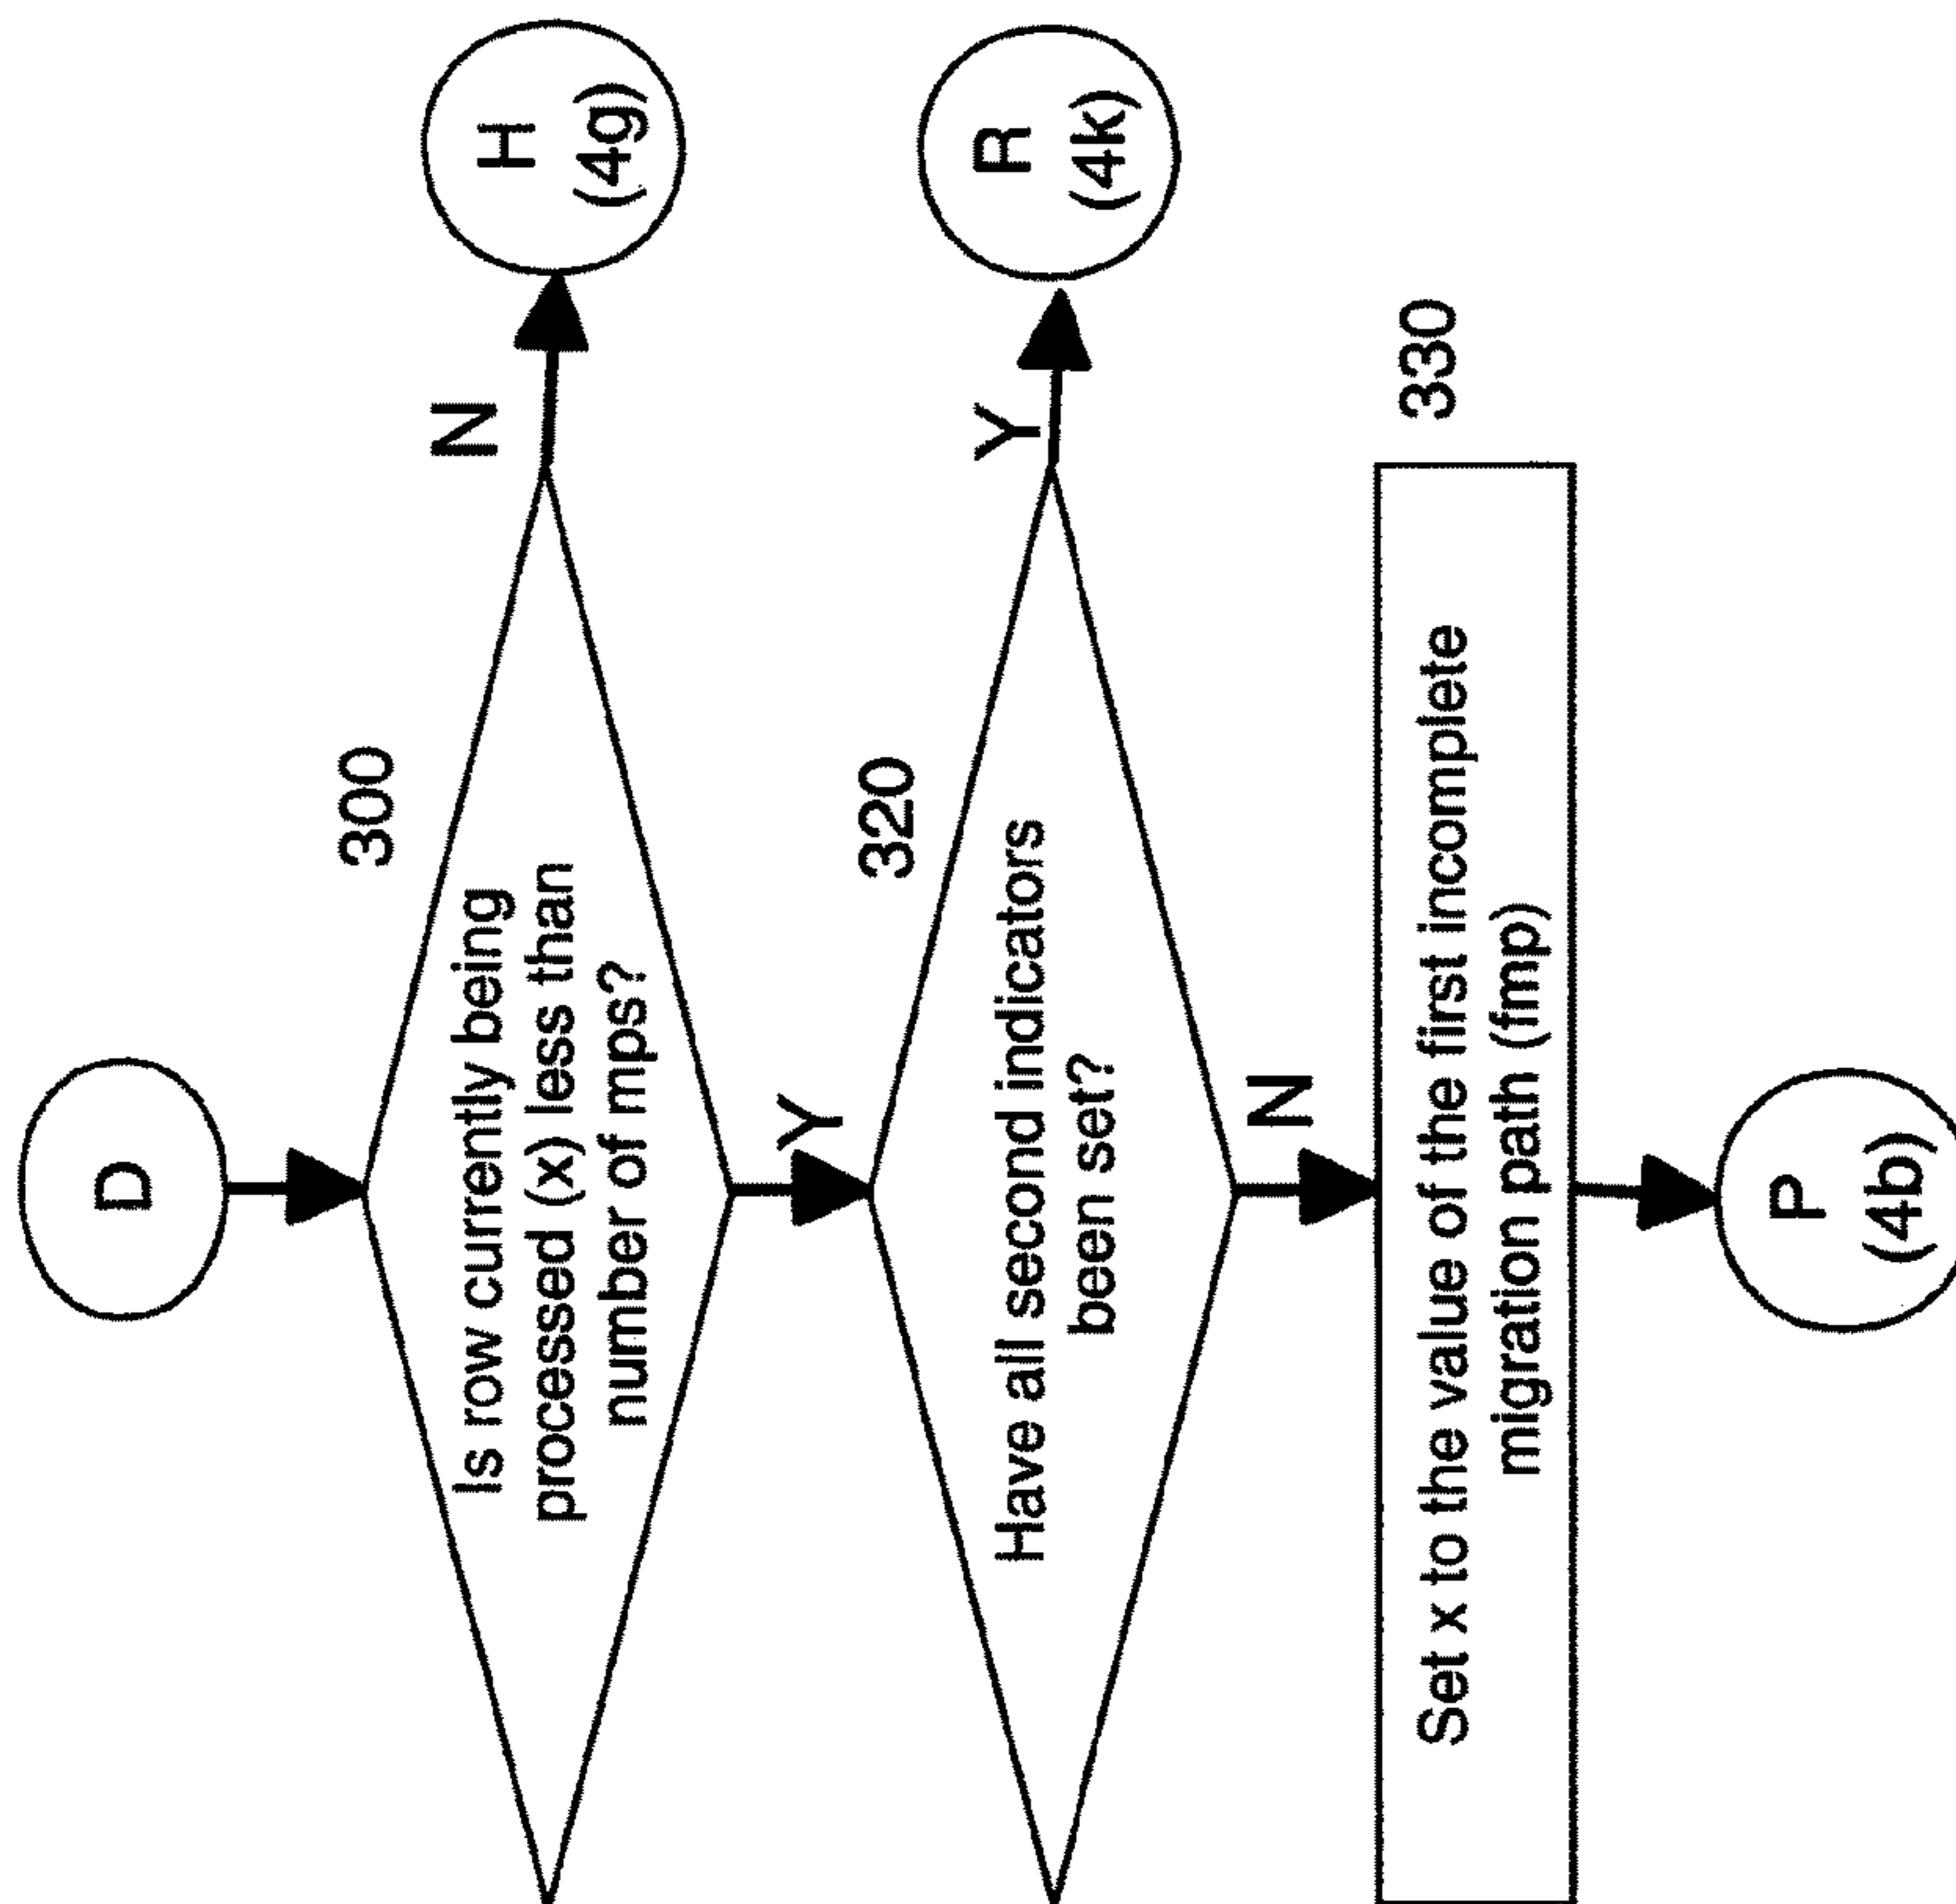 D
300
Is row currently being
processed (x) less than
number of mps?
N
H
(4g)
Y
320
Have all second indicators
been set?
Y
R
(4k)
N
330
Set x to the value of the first incomplete
migration path (fmp)
P
(4b)